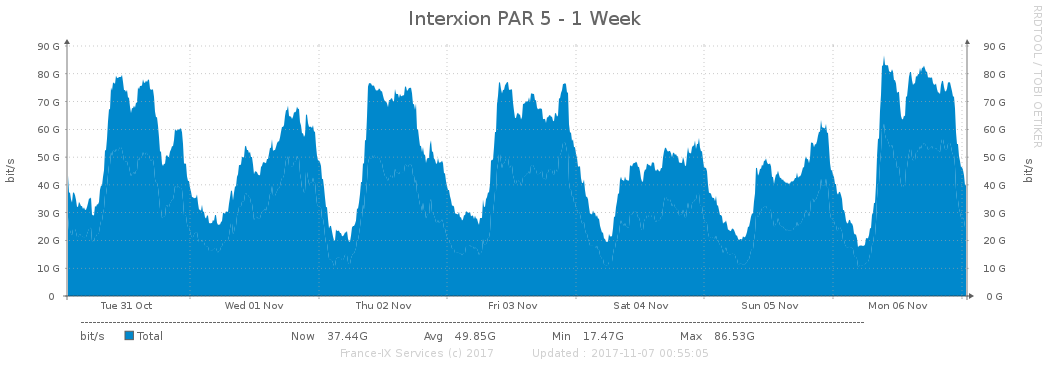 Interxion PAR 5 - 1 Week
RRDTOOL / TOBI OETIKER
90 G 90 G
80 G 80 G
70 G 70 G
60 G 60 G
50 G 50 G
40 G 40 G
30 G 30 G
20 G 20 G
10 G 10 G
0 0 G
bit/s bit/s
Tue 31 Oct Wed 01 Nov Thu 02 Nov Fri 03 Nov Sat 04 Nov Sun 05 Nov Mon 06 Nov
bit/s Total Now 37.44G Avg 49.85G Min 17.47G Max 86.53G
France-IX Services (c) 2017 Updated : 2017-11-07 00:55:05